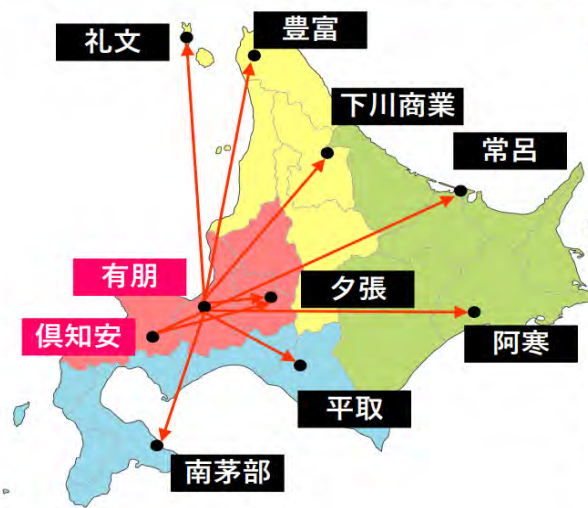 礼文
豊富
下川商業
常呂
有朋
夕張
倶知安
阿寒
平取
南茅部